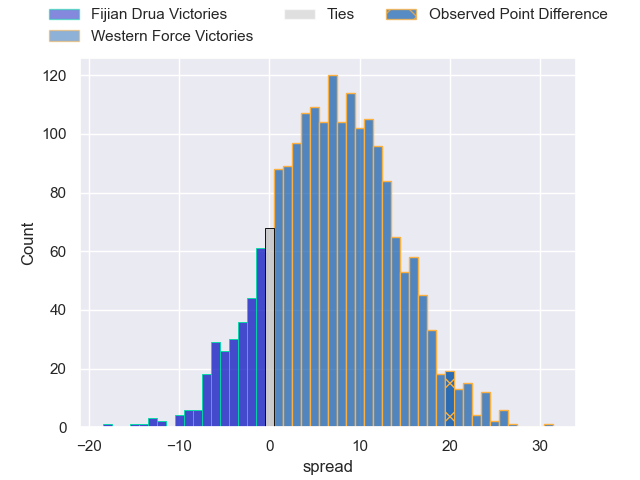 Fijian Drua Victories
Western Force Victories
Ties
Observed Point Difference
Count
120
100
80
60
40
20
0
−20
−10
0
10
20
30
spread